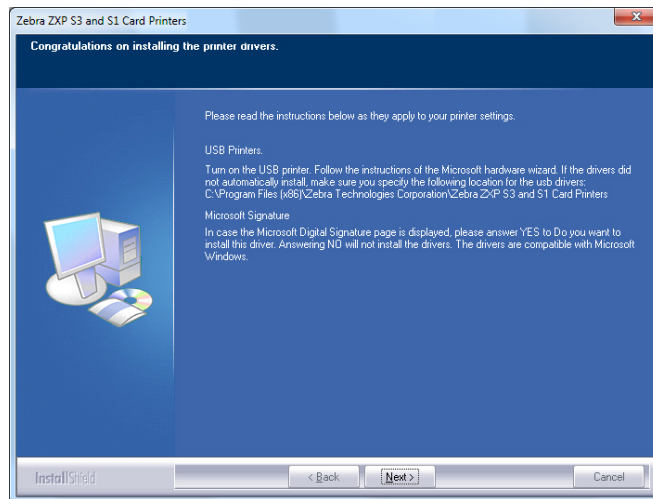 Zebra ZXP S3 and S1 Card Printers
Congratulations on installing the printer drivers.
Please read the instructions below as they apply to your printer settings.
USB Printers.
Turn on the USB printer. Follow the instructions of the Microsoft hardware wizard. If the drivers did
not automatically install, make sure you specify the following location for the usb drivers:
C:\Program Files (x86)\Zebra Technologies Corporation\Zebra ZXP S3 and S1 Card Printers
Microsoft Signature
In case the Microsoft Digital Signature page is displayed, please answer YES to Do you want to
install this driver. Answering NO will not install the drivers. The drivers are compatible with Microsoft
Windows.
InstallShield
< Back
Next >
Cancel